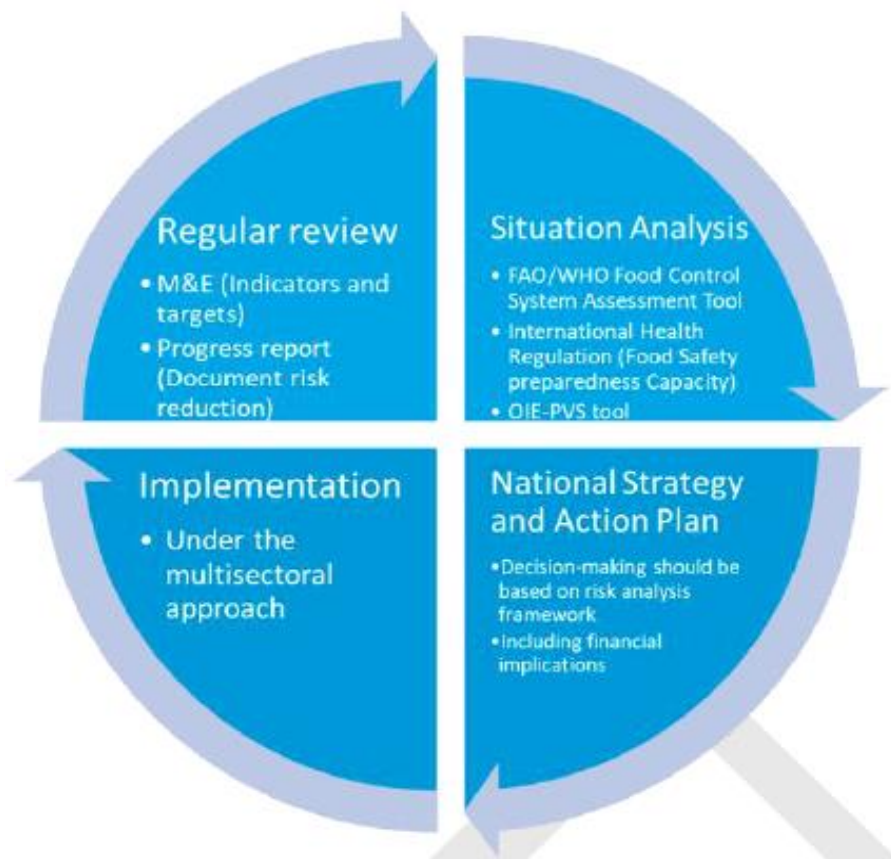 Regular review
• M&E (Indicators and
targets)
• Progress report
(Document risk
reduction)
Situation Analysis
• FAO/WHO Food Control
System Assessment Tool
• International Health
Regulation (Food Safety
preparedness Capacity)
• OIE-PVS tool
Implementation
• Under the
multisectoral
approach
National Strategy
and Action Plan
•Decision-making should be
based on risk analysis
framework
•Including financial
implications